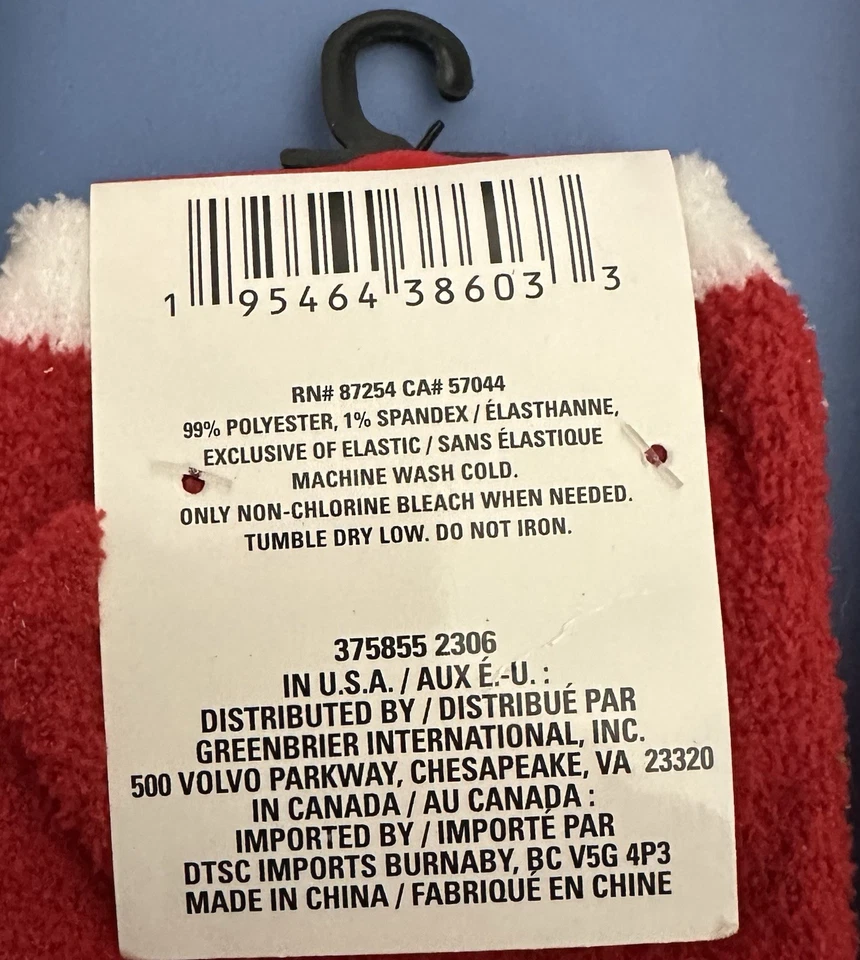 1 95464 38603 3
RN# 87254 CA# 57044
99% POLYESTER, 1% SPANDEX / ÉLASTHANNE,
EXCLUSIVE OF ELASTIC / SANS ÉLASTIQUE
MACHINE WASH COLD.
ONLY NON-CHLORINE BLEACH WHEN NEEDED.
TUMBLE DRY LOW. DO NOT IRON.
375855 2306
IN U.S.A. / AUX É.-U. :
DISTRIBUTED BY / DISTRIBUÉ PAR
GREENBRIER INTERNATIONAL, INC.
500 VOLVO PARKWAY, CHESAPEAKE, VA 23320
IN CANADA / AU CANADA :
IMPORTED BY / IMPORTÉ PAR
DTSC IMPORTS BURNABY, BC V5G 4P3
MADE IN CHINA / FABRIQUÉ EN CHINE